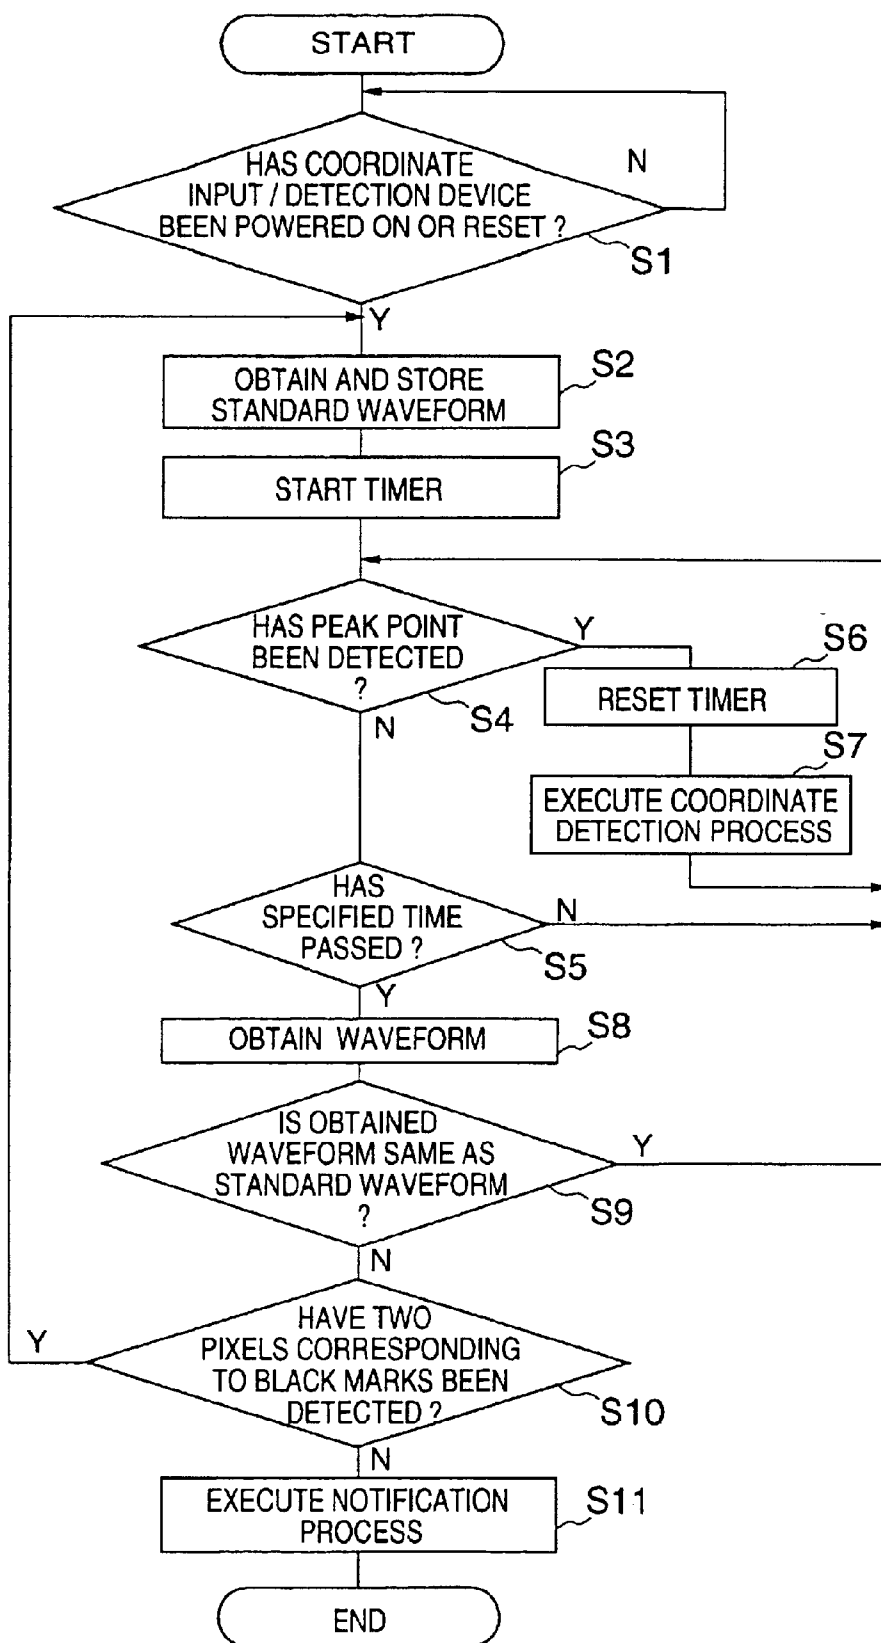 START
HAS COORDINATE
INPUT / DETECTION DEVICE
BEEN POWERED ON OR RESET ?
N
S1
Y
OBTAIN AND STORE
STANDARD WAVEFORM
S2
START TIMER
S3
HAS PEAK POINT
BEEN DETECTED
?
Y
S4
N
S6
RESET TIMER
S7
EXECUTE COORDINATE
DETECTION PROCESS
HAS
SPECIFIED TIME
PASSED ?
N
S5
Y
OBTAIN WAVEFORM
S8
IS OBTAINED
WAVEFORM SAME AS
STANDARD WAVEFORM
?
Y
S9
N
HAVE TWO
PIXELS CORRESPONDING
TO BLACK MARKS BEEN
DETECTED ?
Y
S10
N
EXECUTE NOTIFICATION
PROCESS
S11
END